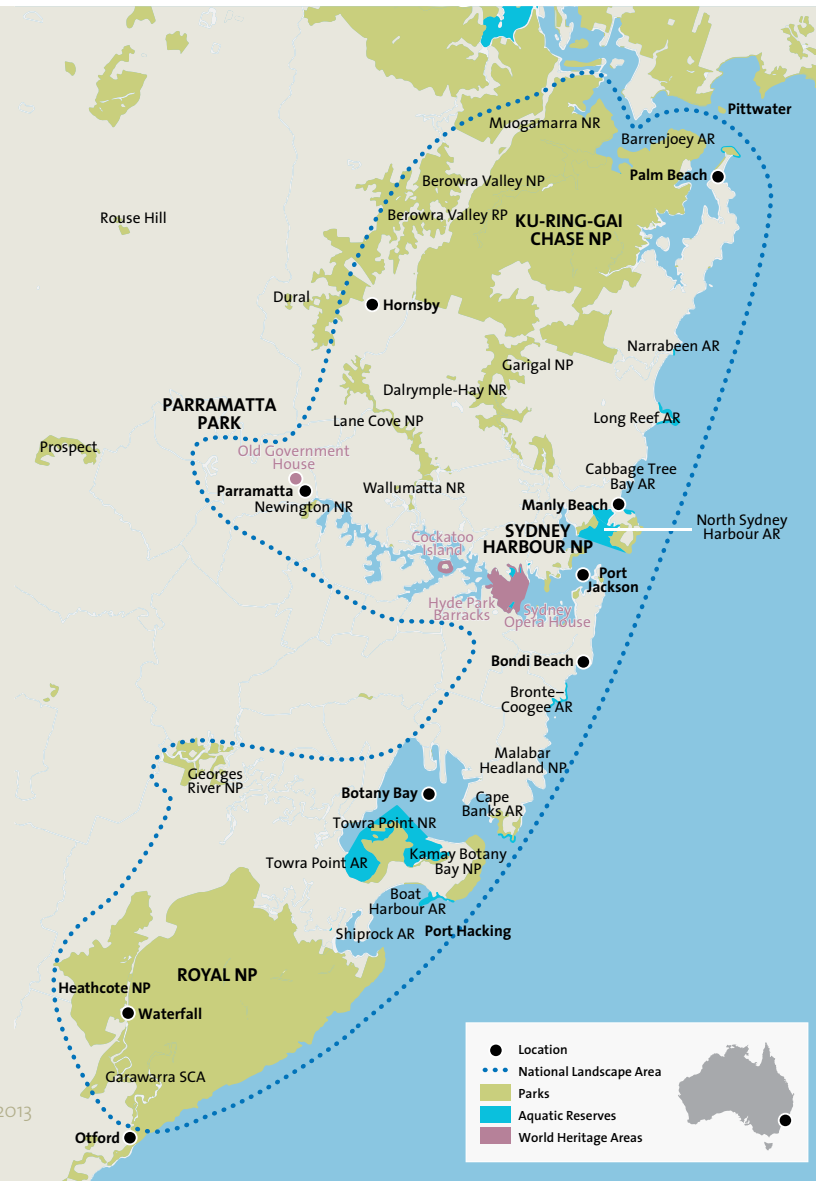 Pittwater
Muogamarra NR
Barrenjoey AR
Palm Beach
Berowra Valley NP
Rouse Hill
Berowra Valley RP
KU-RING-GAI
CHASE NP
Dural
Hornsby
Narrabeen AR
Garigal NP
Dalrymple-Hay NR
PARRAMATTA
PARK
Lane Cove NP
Long Reef AR
Prospect
Old Government
House
Cabbage Tree
Bay AR
Parramatta
Wallumatta NR
Newington NR
Manly Beach
North Sydney
Harbour AR
SYDNEY
HARBOUR NP
Cockatoo
Island
Port
Jackson
Hyde Park
Barracks
Sydney
Opera House
Bondi Beach
Bronte–
Coogee AR
Malabar
Headland NP
Georges
River NP
Botany Bay
Cape
Banks AR
Towra Point NR
Towra Point AR
Kamay Botany
Bay NP
Boat
Harbour AR
Shiprock AR
Port Hacking
ROYAL NP
Heathcote NP
Waterfall
Garawarra SCA
2013
Otford
Location
National Landscape Area
Parks
Aquatic Reserves
World Heritage Areas